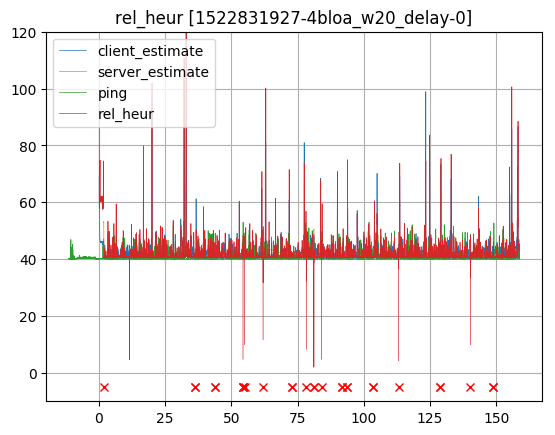 rel_heur [1522831927-4bloa_w20_delay-0]
client_estimate
server_estimate
ping
rel_heur
120
100
80
60
40
20
0
0 25 50 75 100 125 150